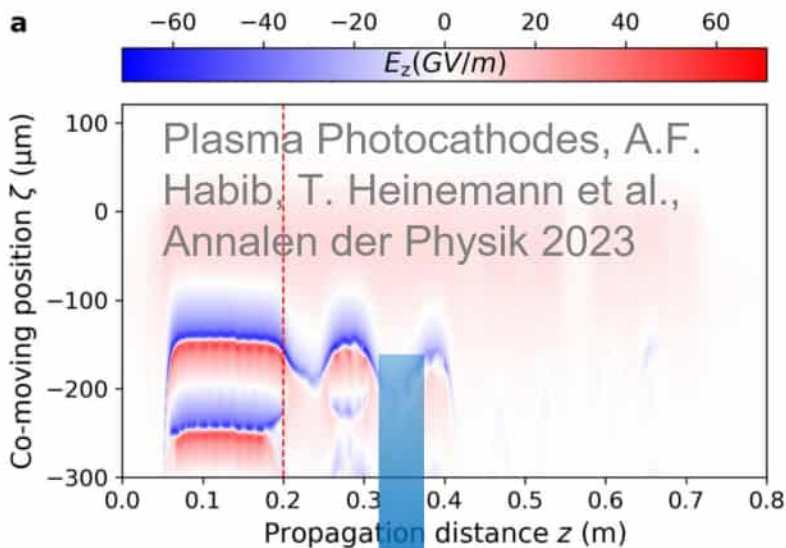 a
−60 −40 −20 0 20 40 60
E_z(GV/m)
100
0
−100
−200
−300
Co-moving position ζ (μm)
Plasma Photocathodes, A.F.
Habib, T. Heinemann et al.,
Annalen der Physik 2023
0.0 0.1 0.2 0.3 0.4 0.5 0.6 0.7 0.8
Propagation distance z (m)